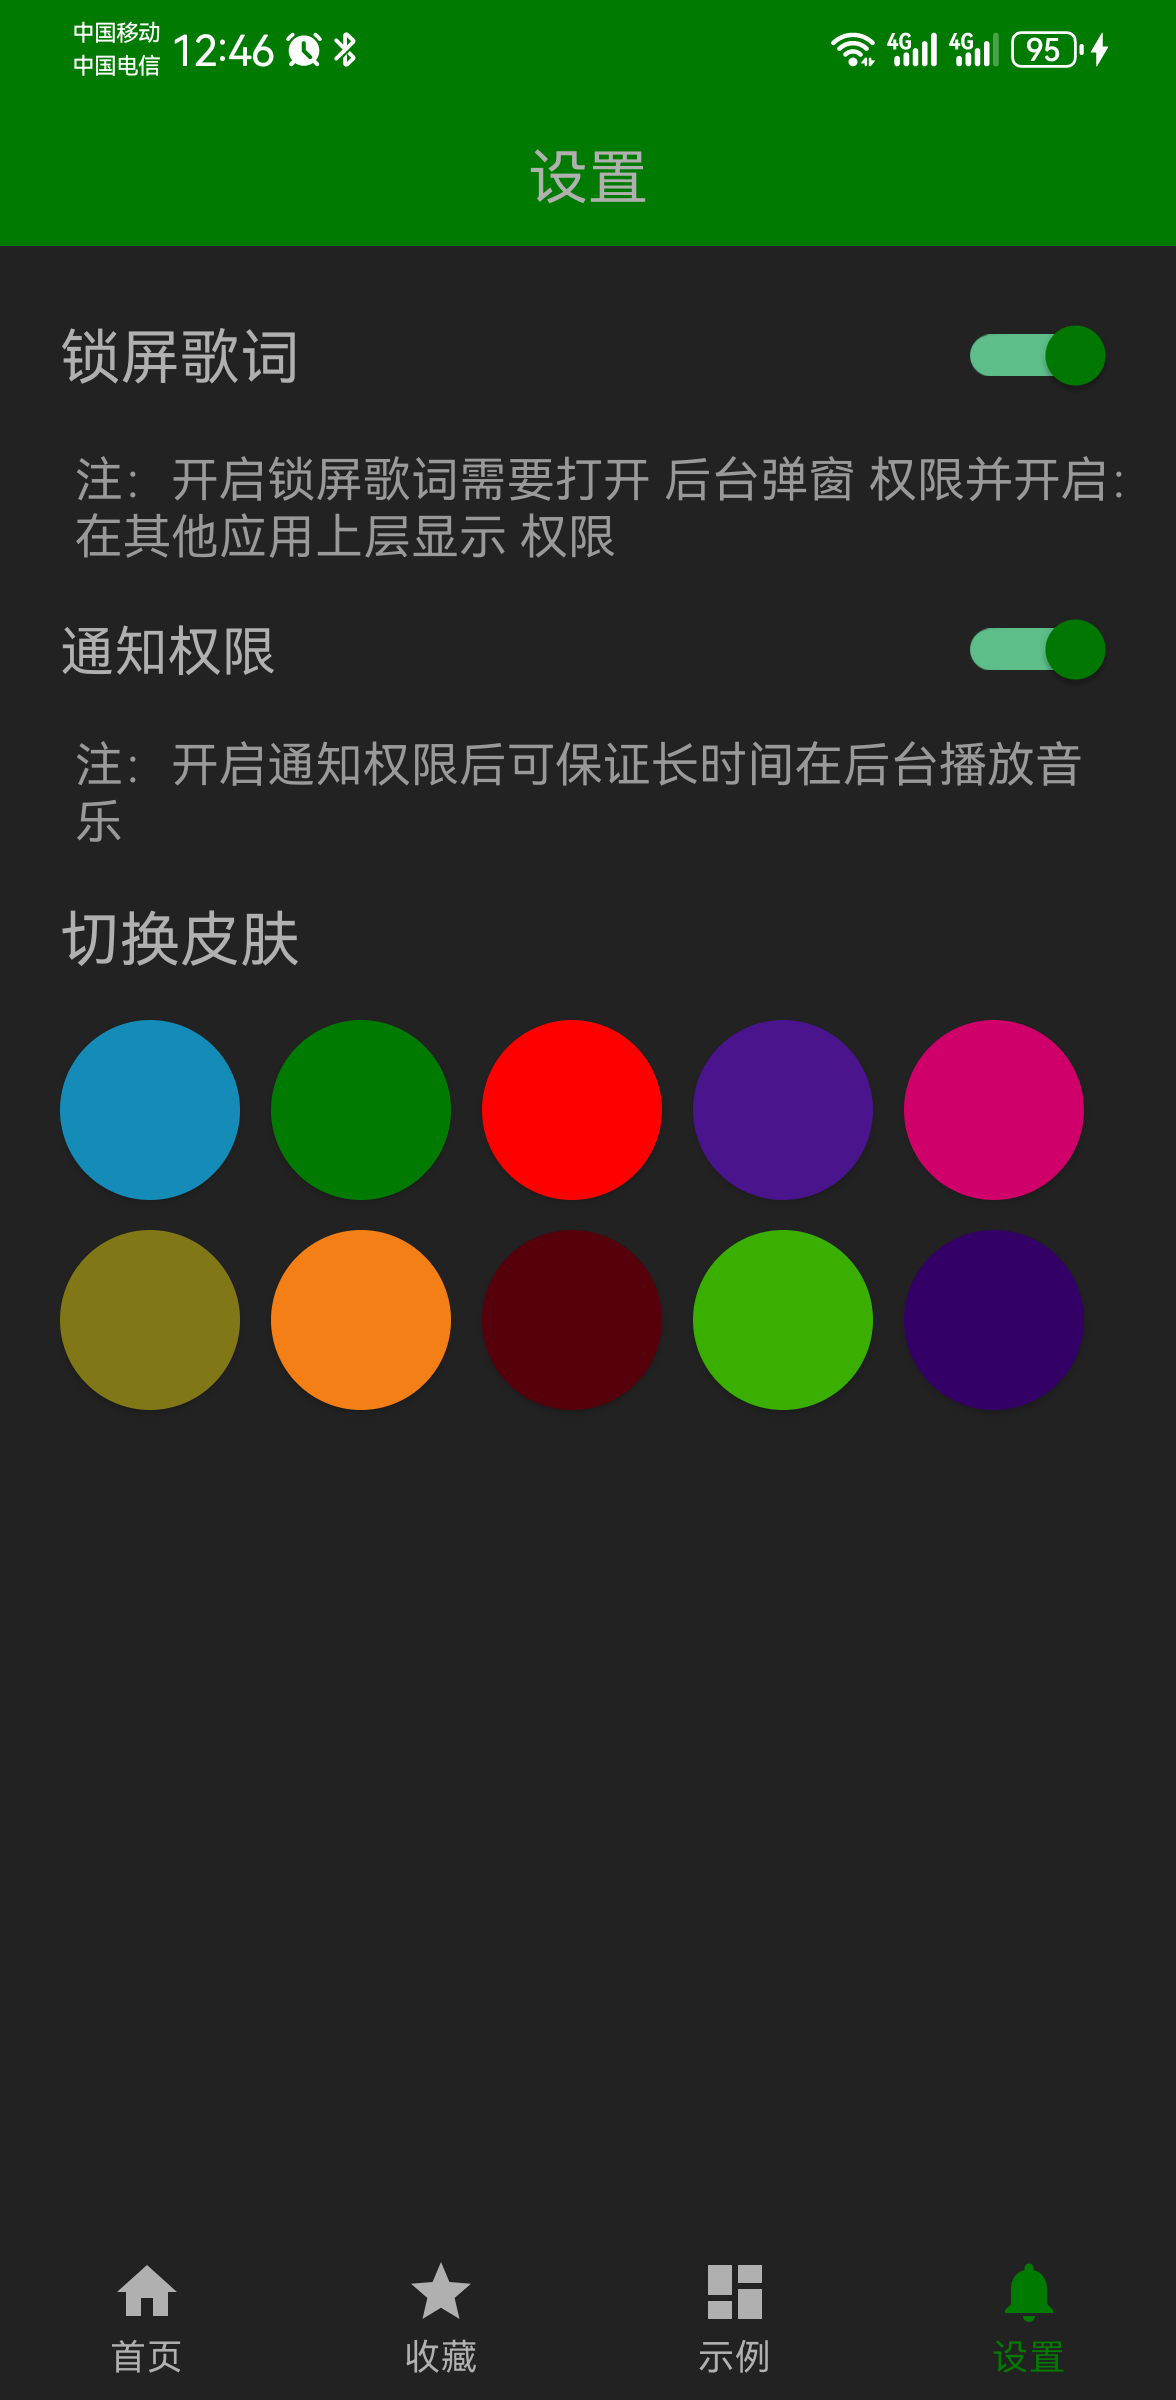 中国移动
中国电信
12:46
4G
4G
95
设置
锁屏歌词
注： 开启锁屏歌词需要打开 后台弹窗 权限并开启：
在其他应用上层显示 权限
通知权限
注： 开启通知权限后可保证长时间在后台播放音
乐
切换皮肤
首页
收藏
示例
设置